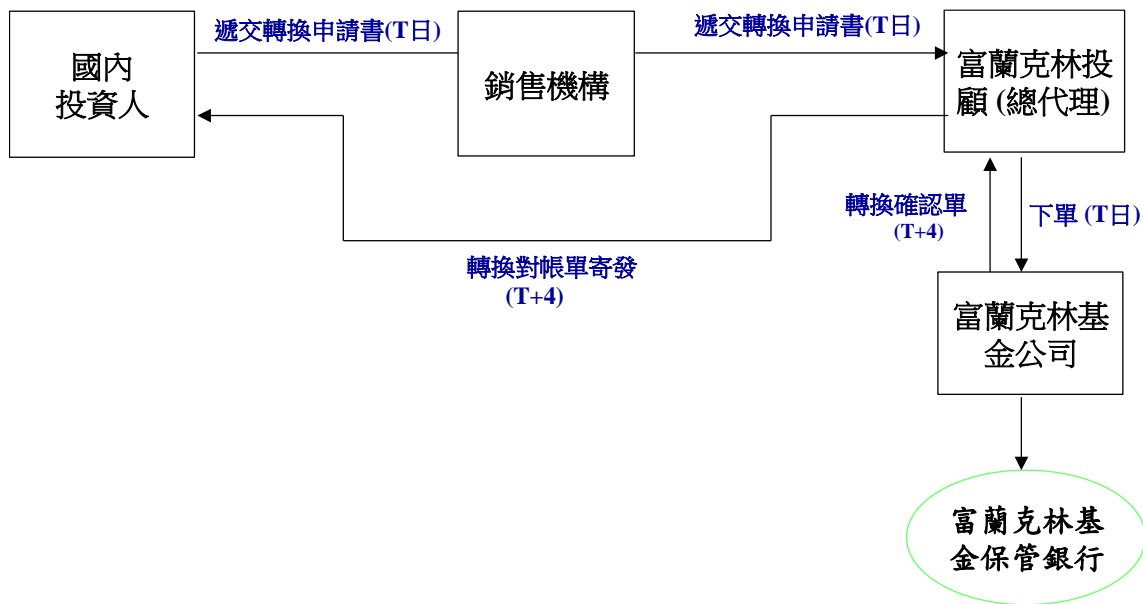 遞交轉換申請書(T日)
遞交轉換申請書(T日)
國內
投資人
銷售機構
富蘭克林投
顧 (總代理)
轉換確認單
(T+4)
下單 (T日)
轉換對帳單寄發
(T+4)
富蘭克林基
金公司
富蘭克林基
金保管銀行